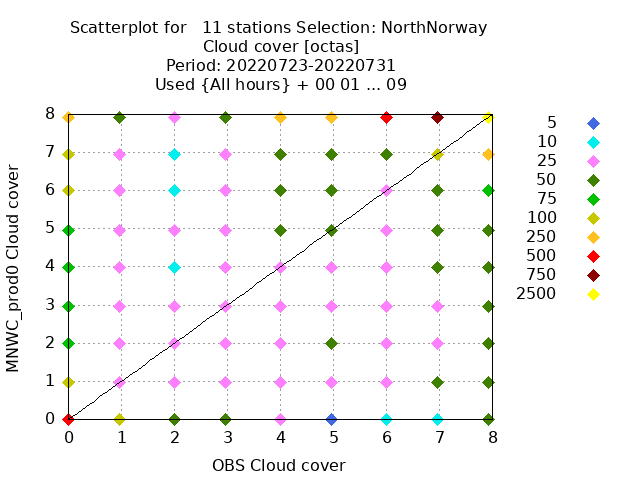 Scatterplot for   11 stations Selection: NorthNorway
Cloud cover [octas]
Period: 20220723-20220731
Used {All hours} + 00 01 ... 09
MNWC_prod0 Cloud cover
8
7
6
5
4
3
2
1
0
0 1 2 3 4 5 6 7 8
OBS Cloud cover
5
10
25
50
75
100
250
500
750
2500